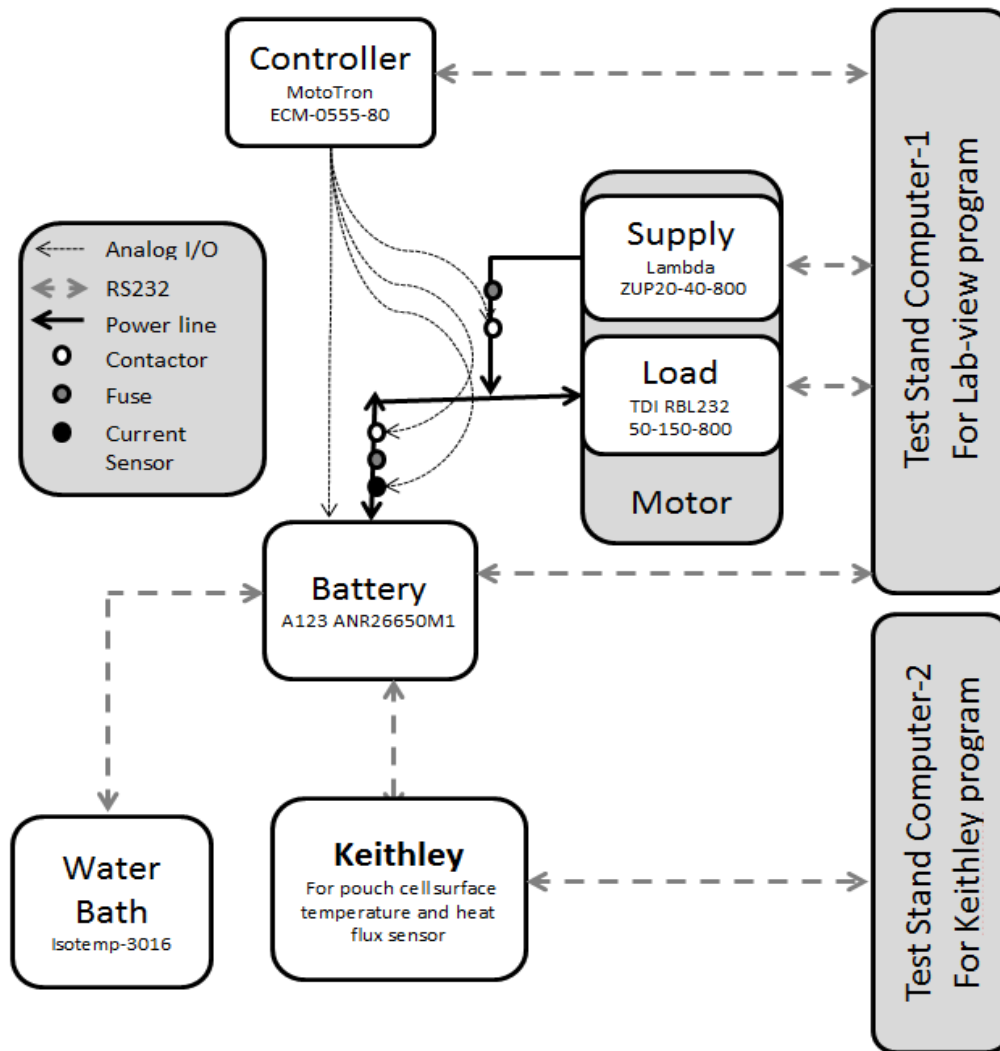 Controller
MotoTron
ECM-0555-80
Analog I/O
RS232
Power line
Contactor
Fuse
Current
Sensor
Supply
Lambda
ZUP20-40-800
Load
TDI RBL232
50-150-800
Motor
Test Stand Computer-1
For Lab-view program
Battery
A123 ANR26650M1
Water
Bath
Isotemp-3016
Keithley
For pouch cell surface
temperature and heat
flux sensor
Test Stand Computer-2
For Keithley program